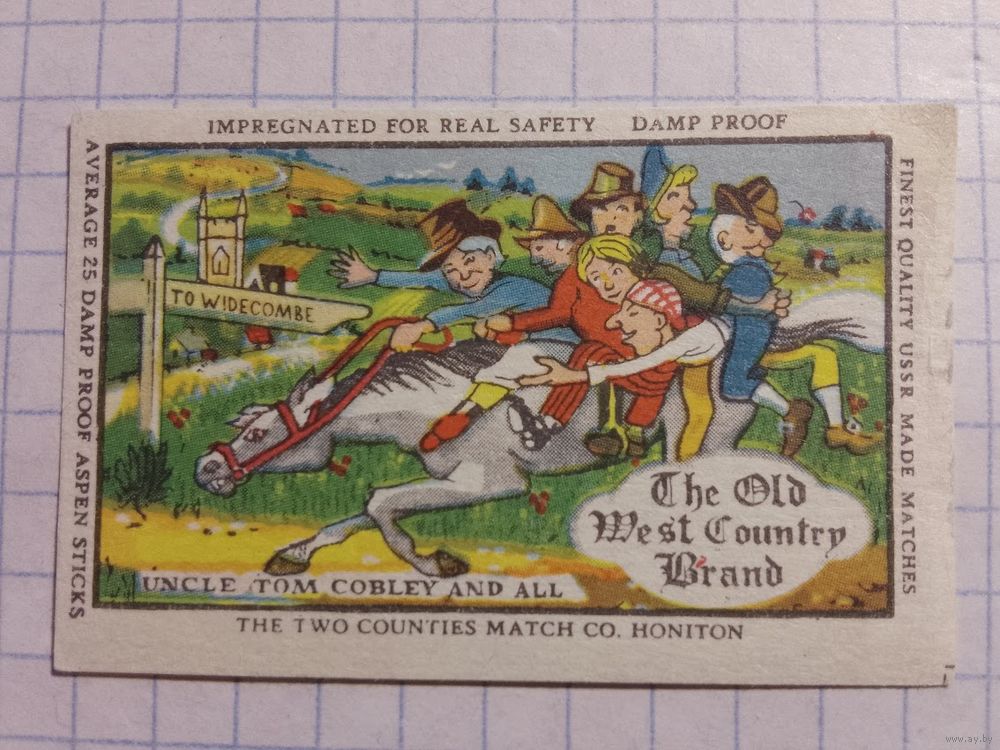 IMPREGNATED FOR REAL SAFETY DAMP PROOF
AVERAGE 25 DAMP PROOF ASPEN STICKS
FINEST QUALITY USSR MADE MATCHES
TO WIDECOMBE
The Old
West Country
Brand
UNCLE TOM COBLEY AND ALL
THE TWO COUNTIES MATCH CO. HONITON
www.ay.by